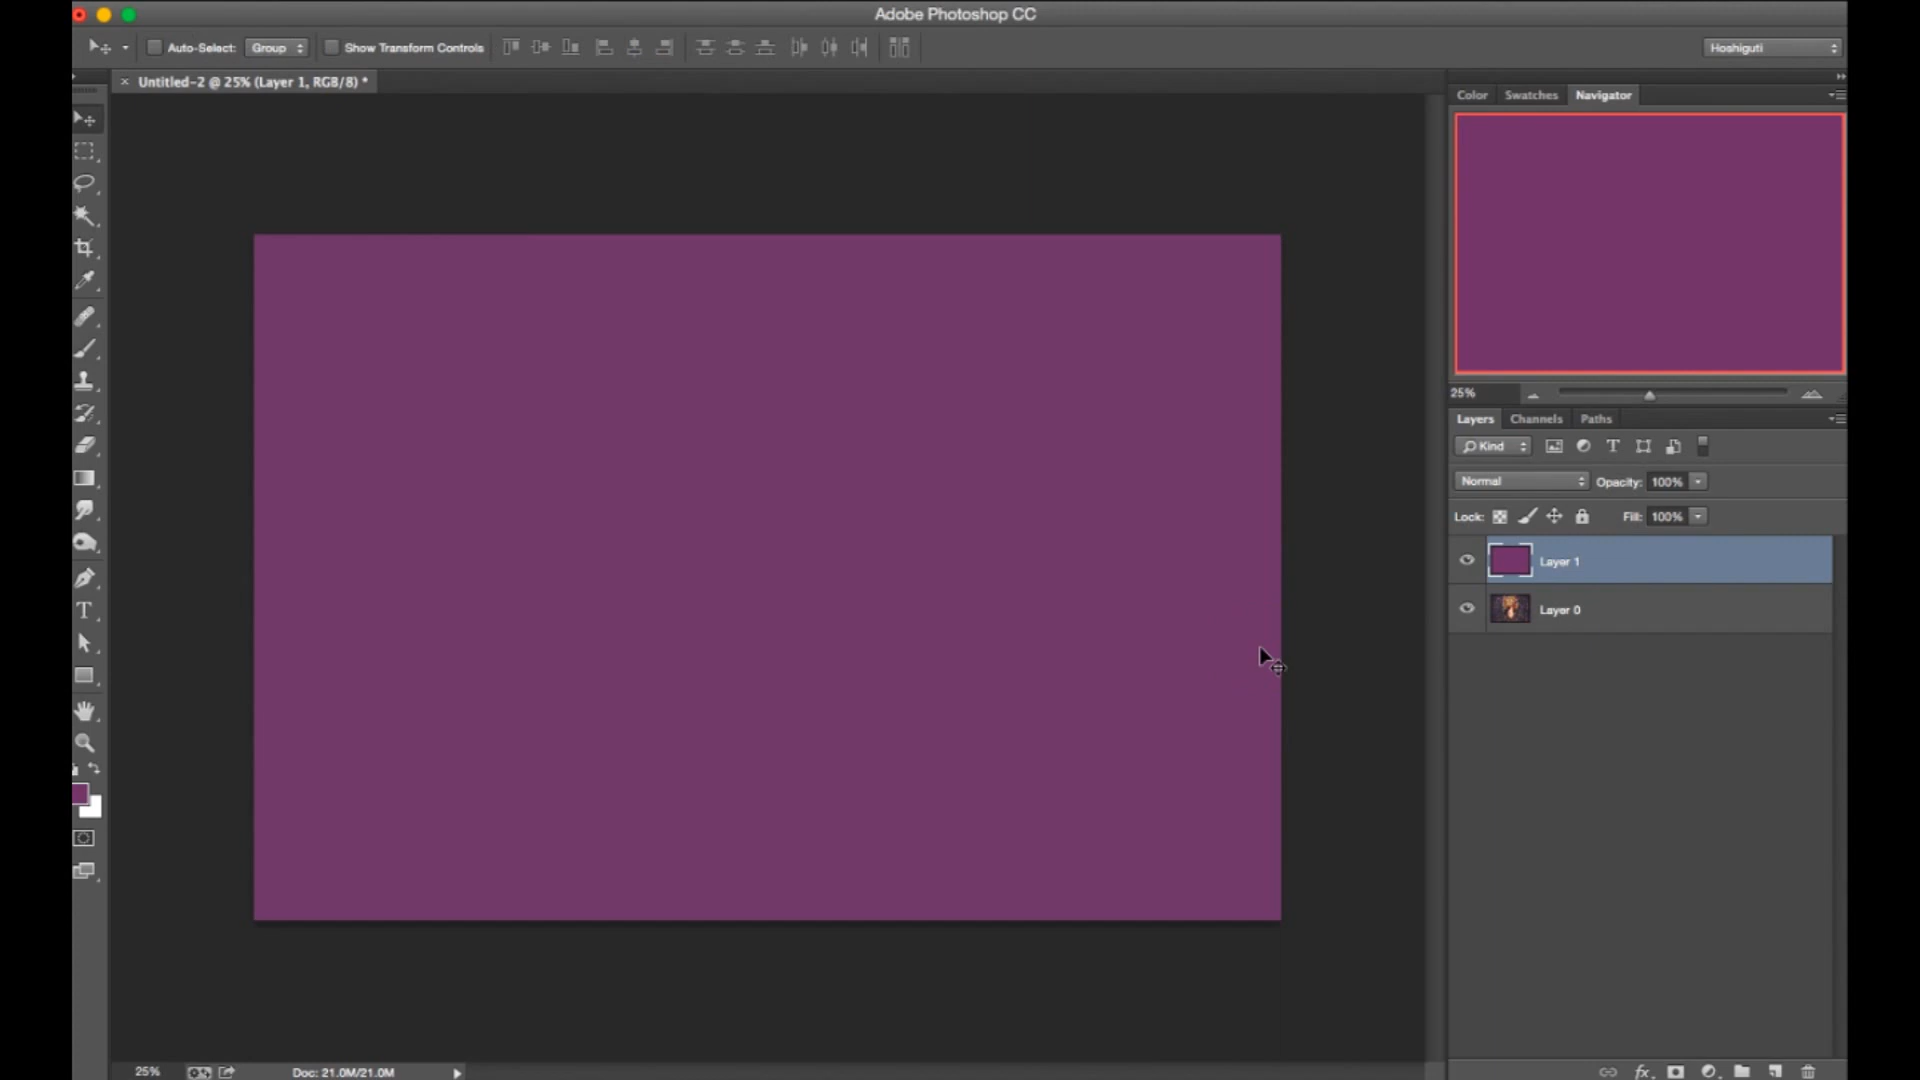 Adobe Photoshop CC
Auto-Select: Group Show Transform Controls Hoshiguti
× Untitled-2 @ 25% (Layer 1, RGB/8) *
Color Swatches Navigator
25%
Layers Channels Paths
Kind
Normal Opacity: 100%
Lock: Fill: 100%
Layer 1
Layer 0
25% Doc: 21.0M/21.0M
fx